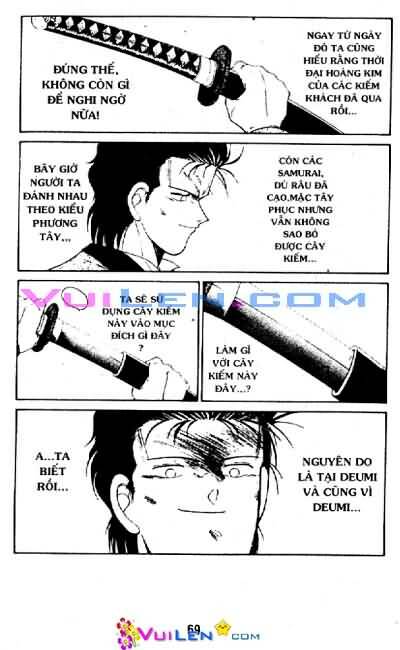 NGAY TỪ NGÀY
ĐÓ TA CŨNG
HIỂU RẰNG THỜI
ĐẠI HOÀNG KIM
CỦA CÁC KIẾM
KHÁCH ĐÃ QUA
RỒI...
ĐÚNG THẾ,
KHÔNG CÒN GÌ
ĐỂ NGHI NGỜ
NỮA!
CÒN CÁC
SAMURAI,
DÙ RÂU ĐÃ
CẠO, MẶC TÂY
PHỤC NHƯNG
VẪN KHÔNG
SAO BỎ
ĐƯỢC CÂY
KIẾM...
BÂY GIỜ
NGƯỜI TA
ĐÁNH NHAU
THEO KIỂU
PHƯƠNG
TÂY...
VUILEN.COM
LÀM GÌ
VỚI CÂY
KIẾM NÀY
ĐÂY...?
TA SẼ SỬ
DỤNG CÂY KIẾM
NÀY VÀO MỤC
ĐÍCH GÌ ĐÂY
?
NGUYÊN DO
LÀ TẠI DEUMI
VÀ CŨNG VÌ
DEUMI...
A...TA
BIẾT
RỒI...
69
VUILEN.COM